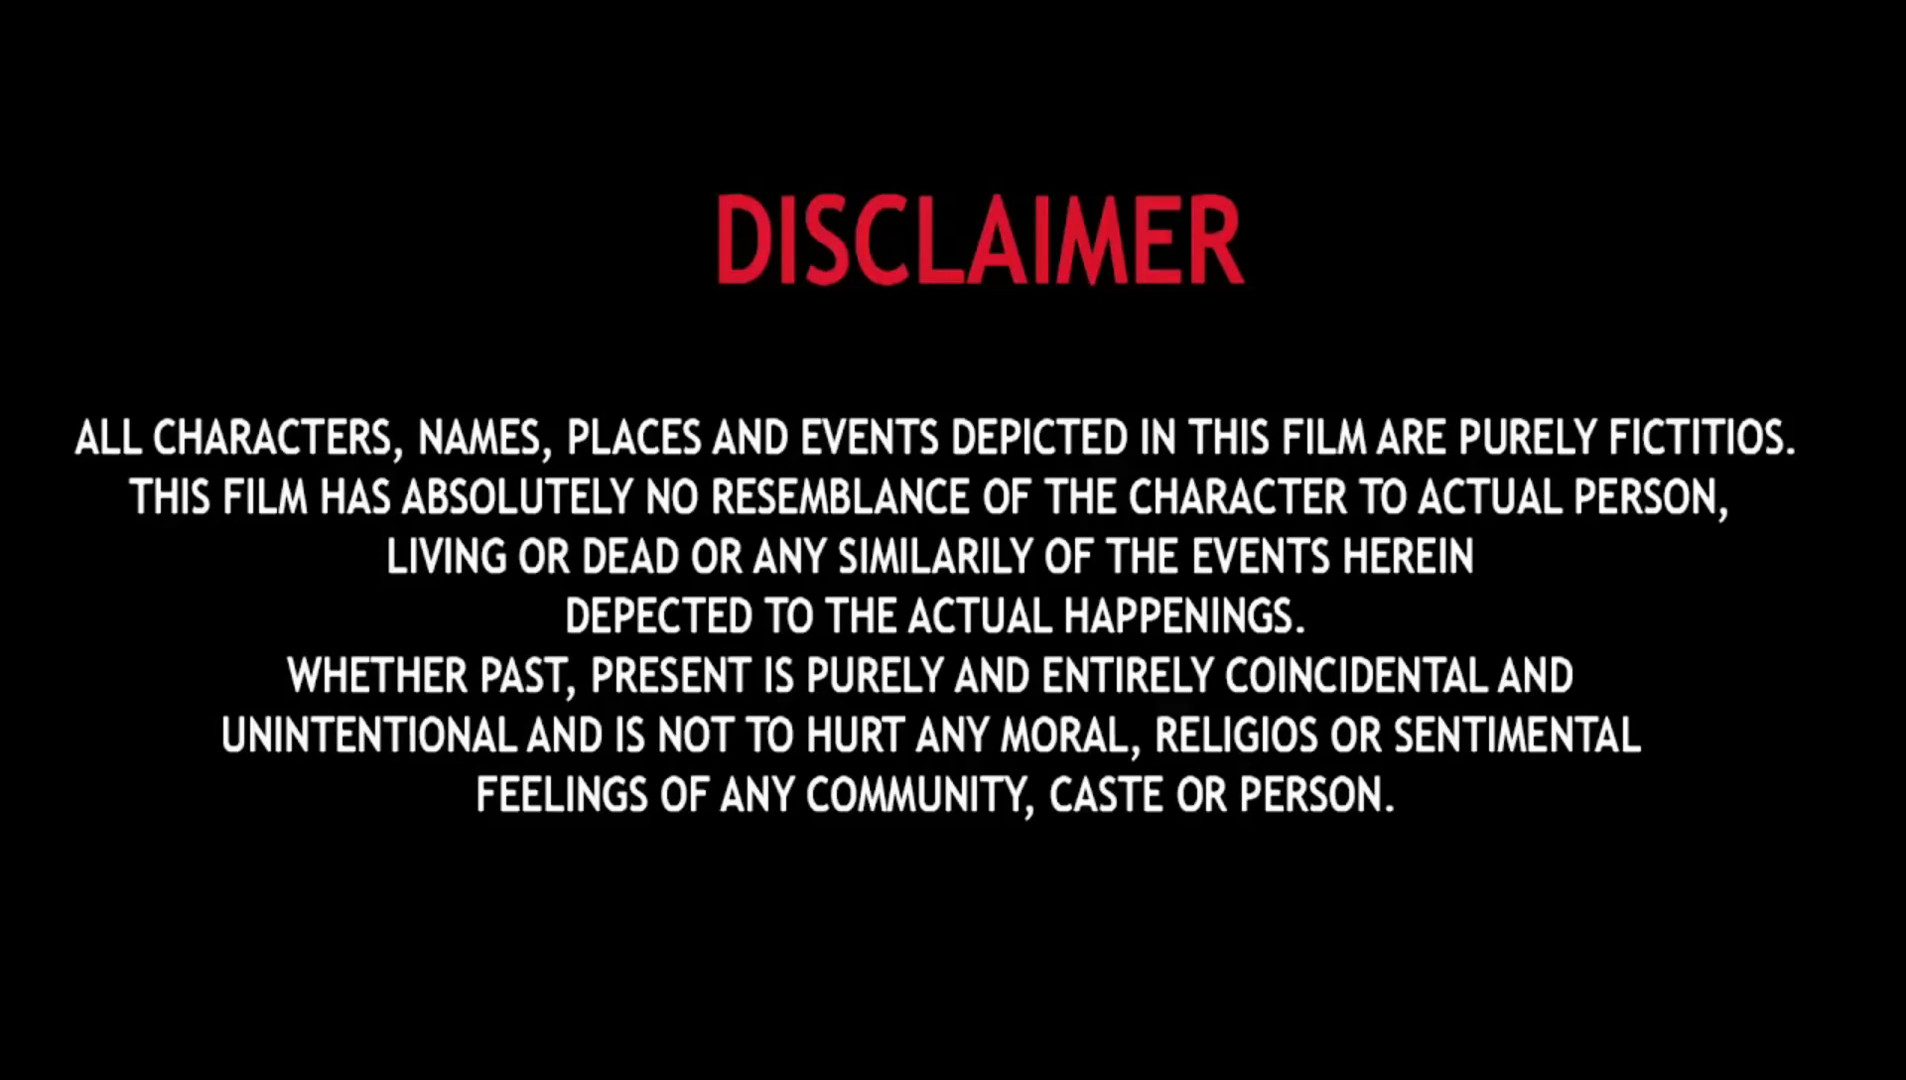 DISCLAIMER
ALL CHARACTERS, NAMES, PLACES AND EVENTS DEPICTED IN THIS FILM ARE PURELY FICTITIOS.
THIS FILM HAS ABSOLUTELY NO RESEMBLANCE OF THE CHARACTER TO ACTUAL PERSON,
LIVING OR DEAD OR ANY SIMILARILY OF THE EVENTS HEREIN
DEPECTED TO THE ACTUAL HAPPENINGS.
WHETHER PAST, PRESENT IS PURELY AND ENTIRELY COINCIDENTAL AND
UNINTENTIONAL AND IS NOT TO HURT ANY MORAL, RELIGIOS OR SENTIMENTAL
FEELINGS OF ANY COMMUNITY, CASTE OR PERSON.